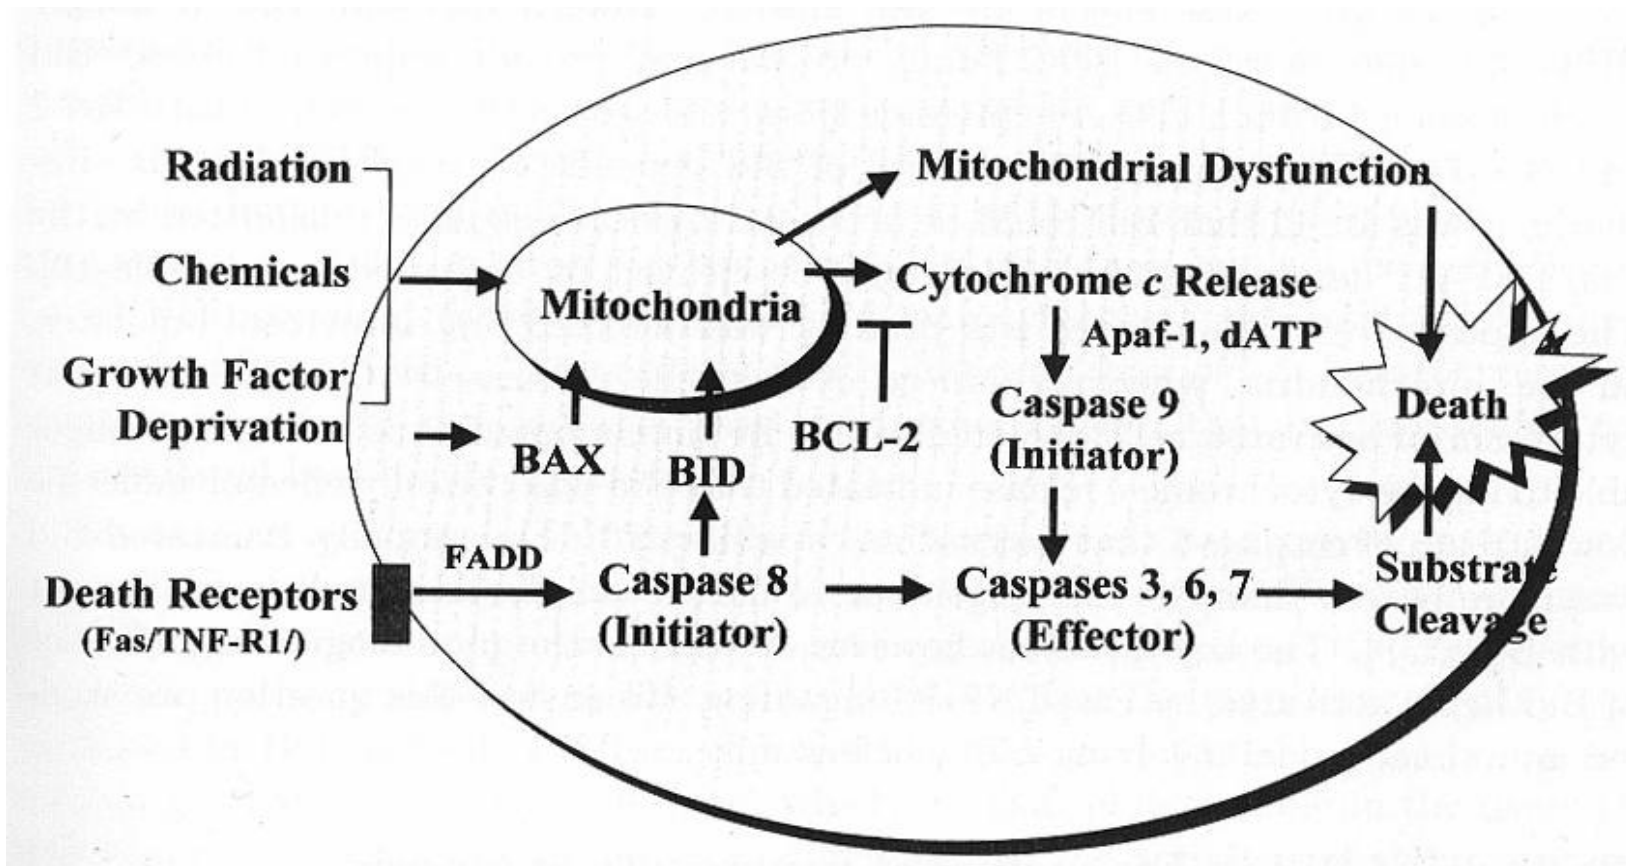 Radiation
Chemicals
Growth Factor
Deprivation
Death Receptors
(Fas/TNF-R1/)
FADD
Mitochondria
BAX
BID
BCL-2
Caspase 8
(Initiator)
Mitochondrial Dysfunction
Cytochrome c Release
Apaf-1, dATP
Caspase 9
(Initiator)
Caspases 3, 6, 7
(Effector)
Death
Substrate
Cleavage